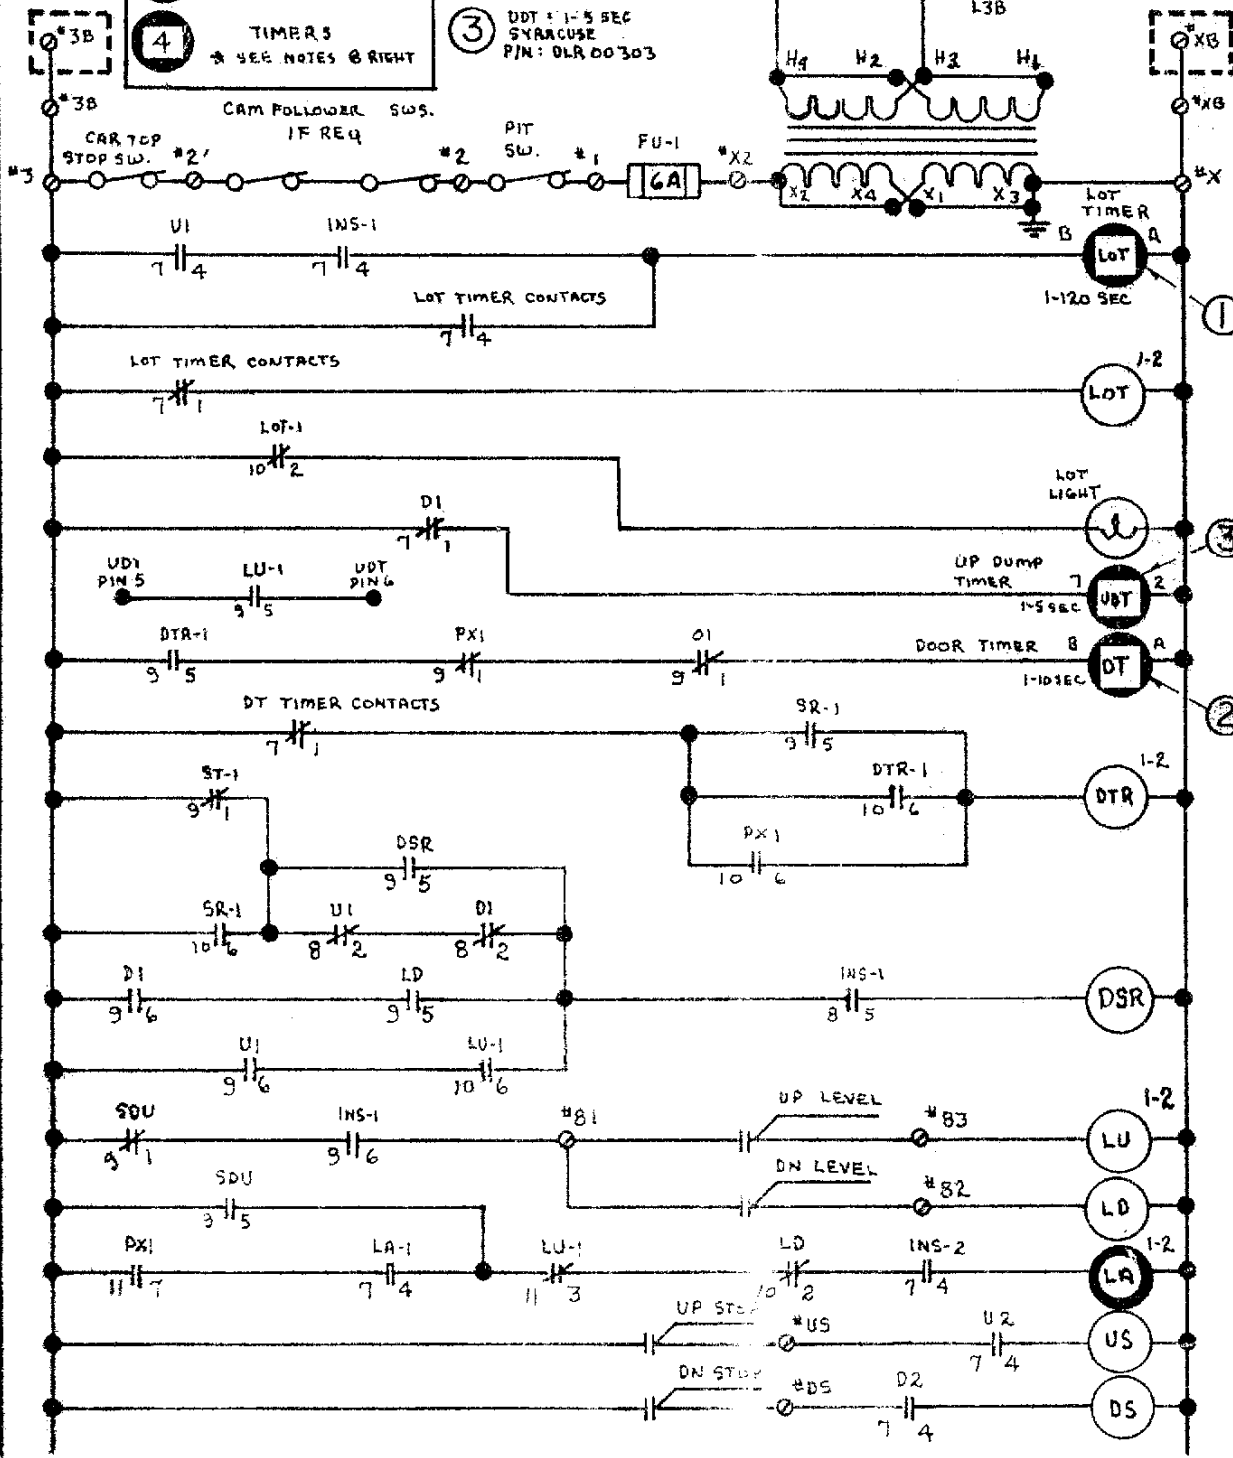 #3B
4
TIMERS
* SEE NOTES @ RIGHT
3
UDT : 1-5 SEC
SYRACUSE
P/N: DLR00303
L3B
#XB
H4 H2 H3 H1
#3B
CAM FOLLOWER SWS.
IF REQ
#XB
CAR TOP
STOP SW.
#2'
#2
PIT
SW.
#1
FU-1
6A
#X2
X2 X4 X1 X3
#3
#X
LOT
TIMER
U1
7 4
INS-1
7 4
B LOT A
1-120 SEC
1
LOT TIMER CONTACTS
7 4
LOT TIMER CONTACTS
7 1
1-2
LOT
LOT-1
10 2
LOT
LIGHT
D1
7 1
3
UP DUMP
TIMER
1-5 SEC
7 UDT 2
UDT
PIN 5
LU-1
9 5
UDT
PIN 6
DTR-1
9 5
PX1
9 1
O1
9 1
DOOR TIMER
1-10 SEC
B DT A
2
DT TIMER CONTACTS
7 1
SR-1
9 5
ST-1
9 1
DTR-1
10 6
1-2
DTR
PX1
10 6
DSR
9 5
SR-1
10 6
U1
8 2
D1
8 2
D1
9 6
LD
9 5
INS-1
8 5
DSR
U1
9 6
LU-1
10 6
SDU
9 1
INS-1
9 6
#81
UP LEVEL
#83
1-2
LU
SDU
9 5
DN LEVEL
#82
LD
PX1
11 7
LA-1
7 4
LU-1
11 3
LD
10 2
INS-2
7 4
1-2
LA
UP
#US
U2
7 4
US
DN STOP
#DS
D2
7 4
DS